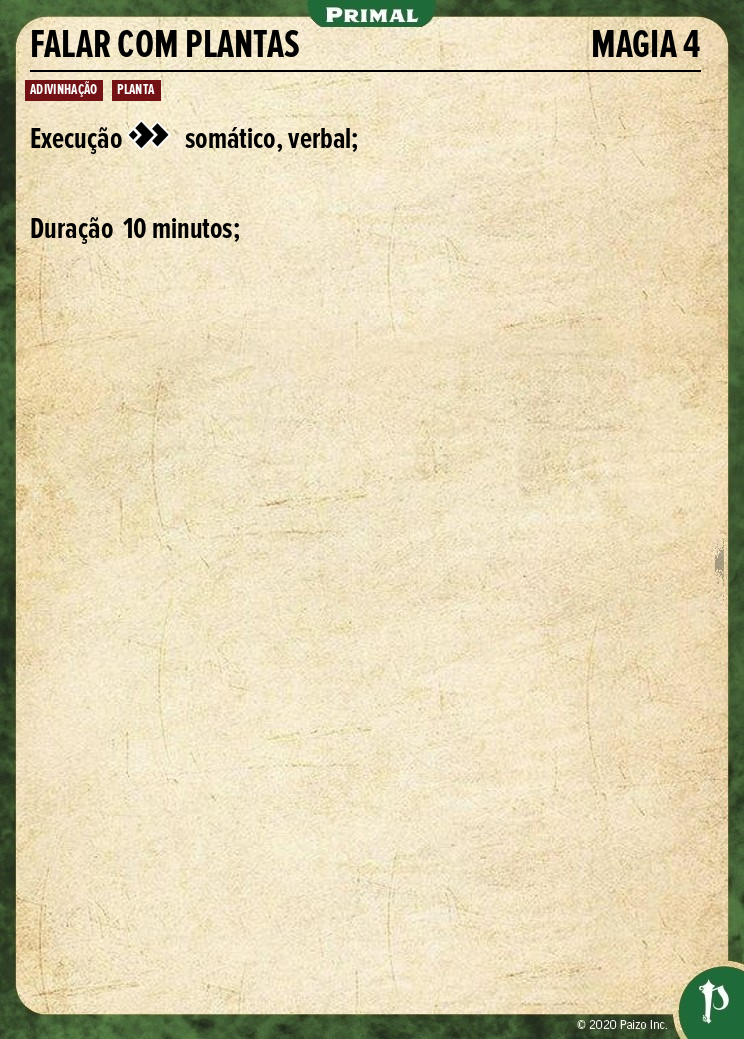 PRIMAL
FALAR COM PLANTAS MAGIA 4
ADIVINHAÇÃO PLANTA
Execução somático, verbal;
Duração 10 minutos;
© 2020 Paizo Inc.